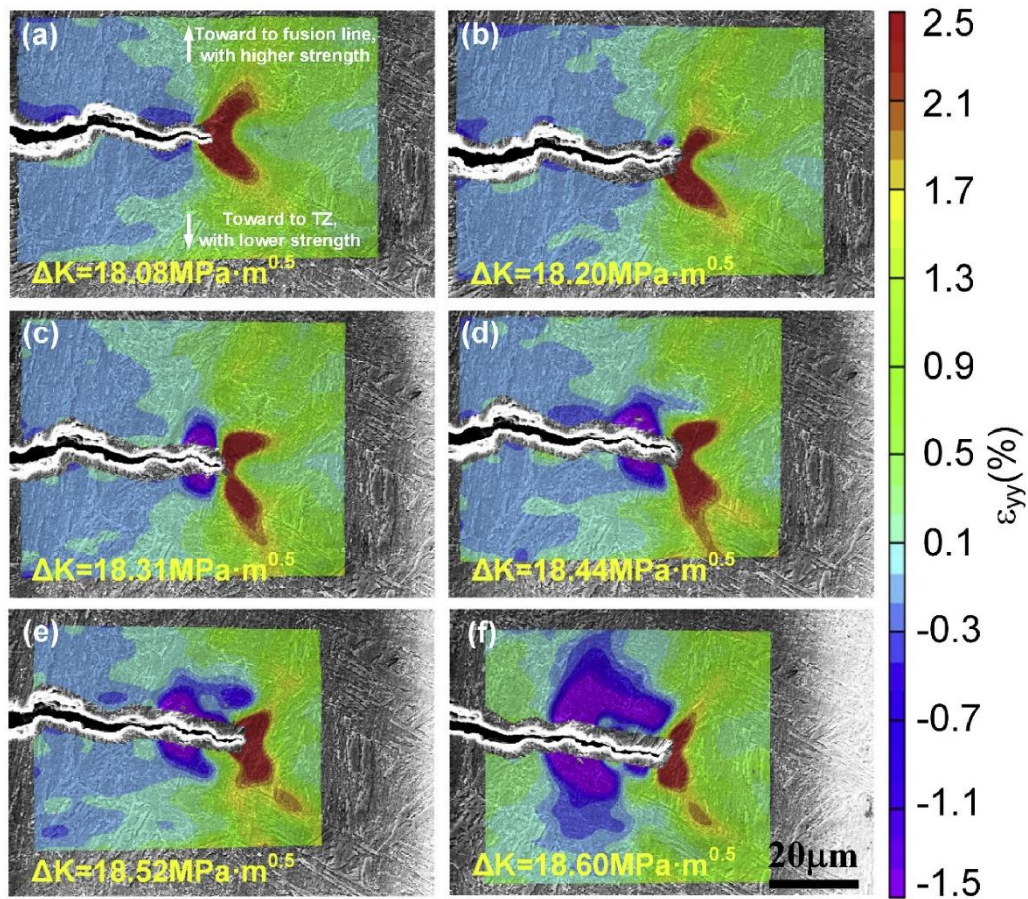 (a)
Toward to fusion line,
with higher strength
Toward to TZ,
with lower strength
ΔK=18.08MPa·m^0.5
(b)
ΔK=18.20MPa·m^0.5
(c)
ΔK=18.31MPa·m^0.5
(d)
ΔK=18.44MPa·m^0.5
(e)
ΔK=18.52MPa·m^0.5
(f)
ΔK=18.60MPa·m^0.5
20μm
2.5
2.1
1.7
1.3
0.9
0.5
0.1
-0.3
-0.7
-1.1
-1.5
εyy(%)